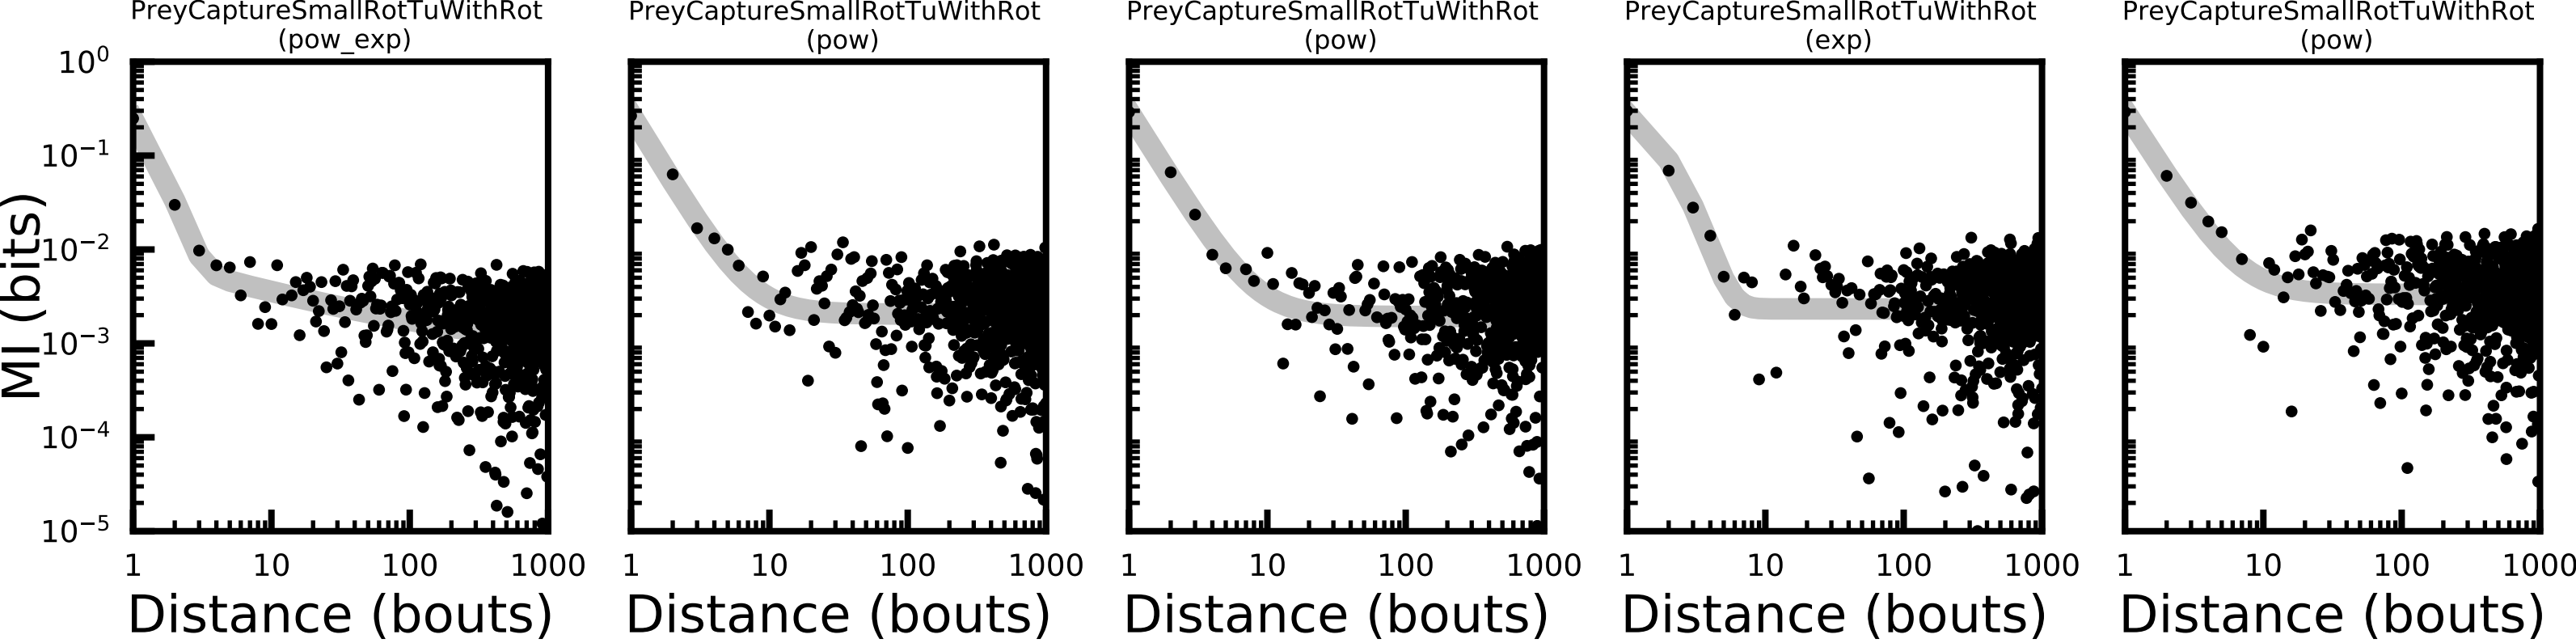 PreyCaptureSmallRotTuWithRot
(pow_exp)
PreyCaptureSmallRotTuWithRot
(pow)
PreyCaptureSmallRotTuWithRot
(pow)
PreyCaptureSmallRotTuWithRot
(exp)
PreyCaptureSmallRotTuWithRot
(pow)
MI (bits)
10⁰
10⁻¹
10⁻²
10⁻³
10⁻⁴
10⁻⁵
1 10 100 1000
1 10 100 1000
1 10 100 1000
1 10 100 1000
1 10 100 1000
Distance (bouts)
Distance (bouts)
Distance (bouts)
Distance (bouts)
Distance (bouts)